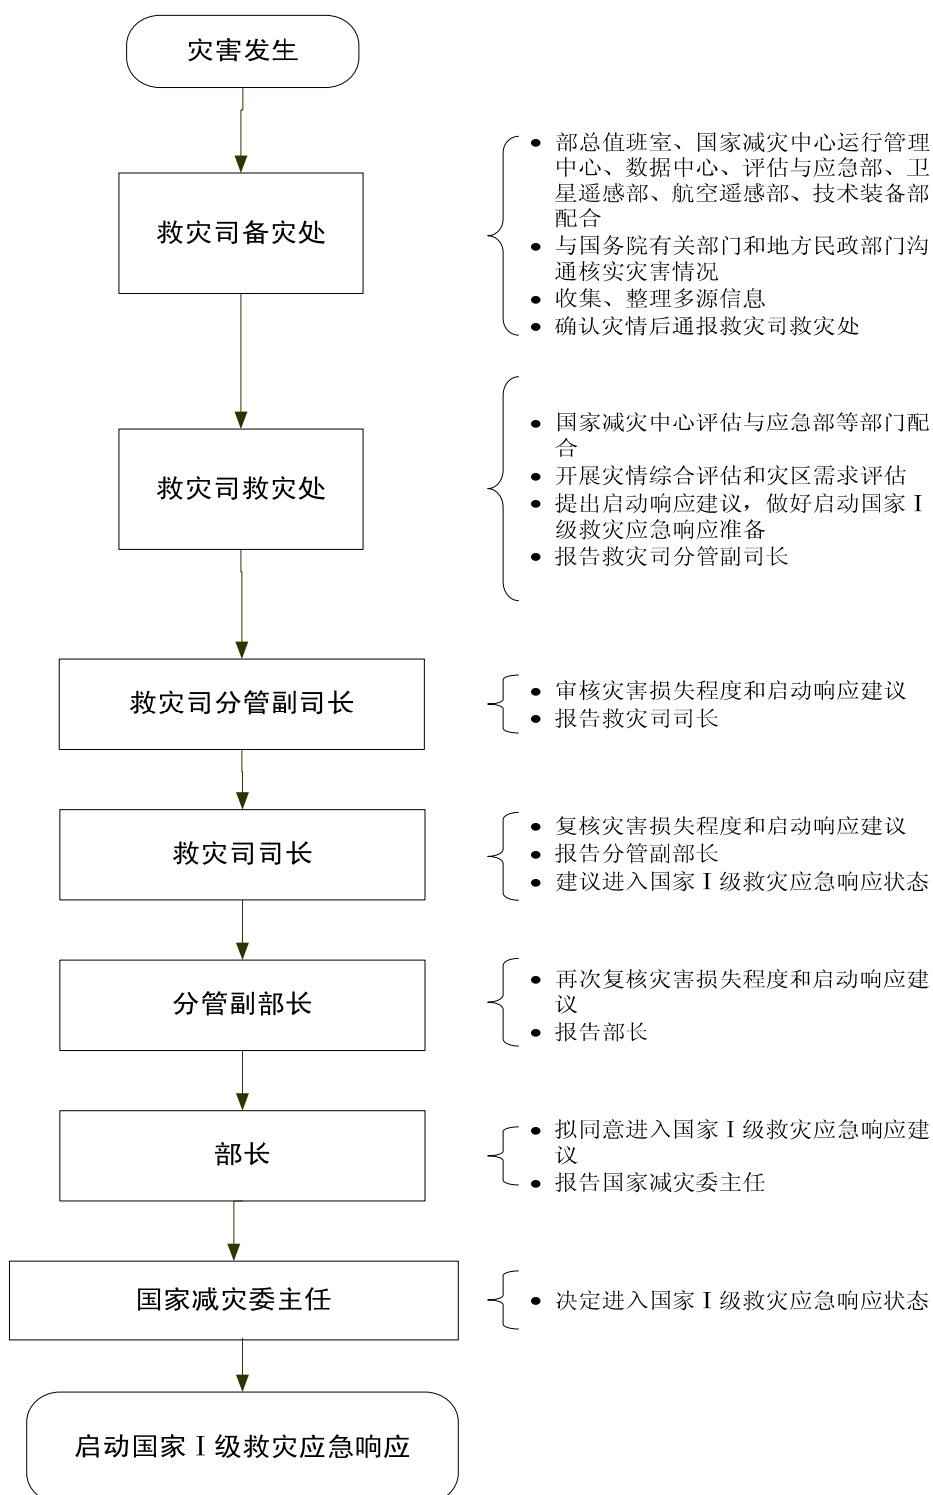 灾害发生
救灾司备灾处
● 部总值班室、国家减灾中心运行管理
中心、数据中心、评估与应急部、卫
星遥感部、航空遥感部、技术装备部
配合
● 与国务院有关部门和地方民政部门沟
通核实灾害情况
● 收集、整理多源信息
● 确认灾情后通报救灾司救灾处
救灾司救灾处
● 国家减灾中心评估与应急部等部门配
合
● 开展灾情综合评估和灾区需求评估
● 提出启动响应建议，做好启动国家Ⅰ
级救灾应急响应准备
● 报告救灾司分管副司长
救灾司分管副司长
● 审核灾害损失程度和启动响应建议
● 报告救灾司司长
救灾司司长
● 复核灾害损失程度和启动响应建议
● 报告分管副部长
● 建议进入国家Ⅰ级救灾应急响应状态
分管副部长
● 再次复核灾害损失程度和启动响应建
议
● 报告部长
部长
● 拟同意进入国家Ⅰ级救灾应急响应建
议
● 报告国家减灾委主任
国家减灾委主任
● 决定进入国家Ⅰ级救灾应急响应状态
启动国家Ⅰ级救灾应急响应